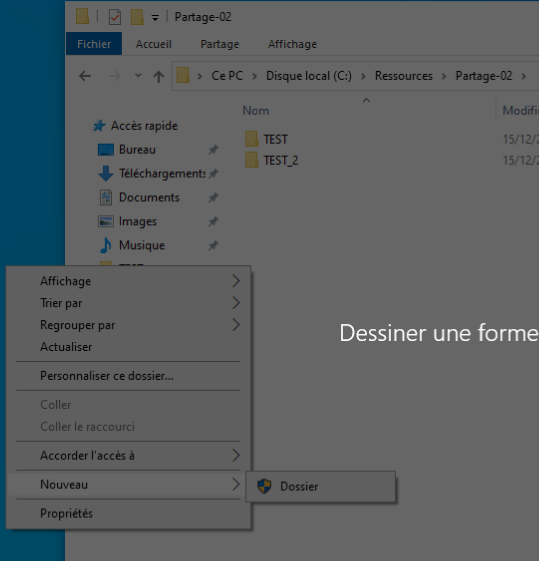 Partage-02
Fichier Accueil Partage Affichage
Ce PC > Disque local (C:) > Ressources > Partage-02 >
Nom Modifi
Accès rapide
TEST 15/12/2
Bureau
TEST_2 15/12/2
Téléchargements
Documents
Images
Musique
Affichage
Trier par
Regrouper par
Actualiser
Dessiner une forme
Personnaliser ce dossier...
Coller
Coller le raccourci
Accorder l'accès à
Nouveau
Dossier
Propriétés